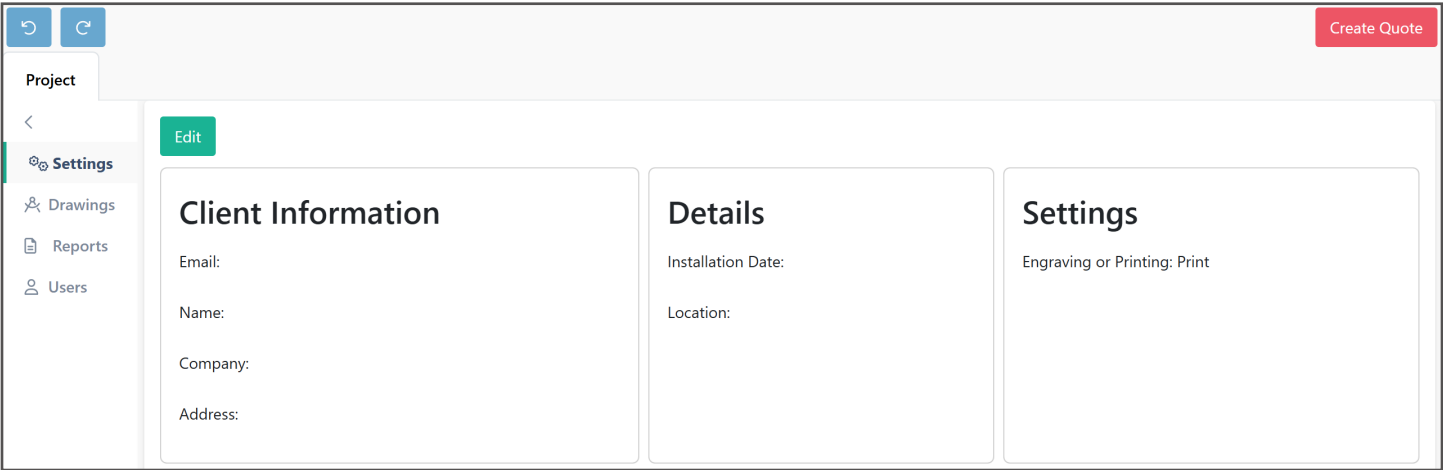 Create Quote
Project
Settings
Drawings
Reports
Users
Edit
Client Information
Email:
Name:
Company:
Address:
Details
Installation Date:
Location:
Settings
Engraving or Printing: Print